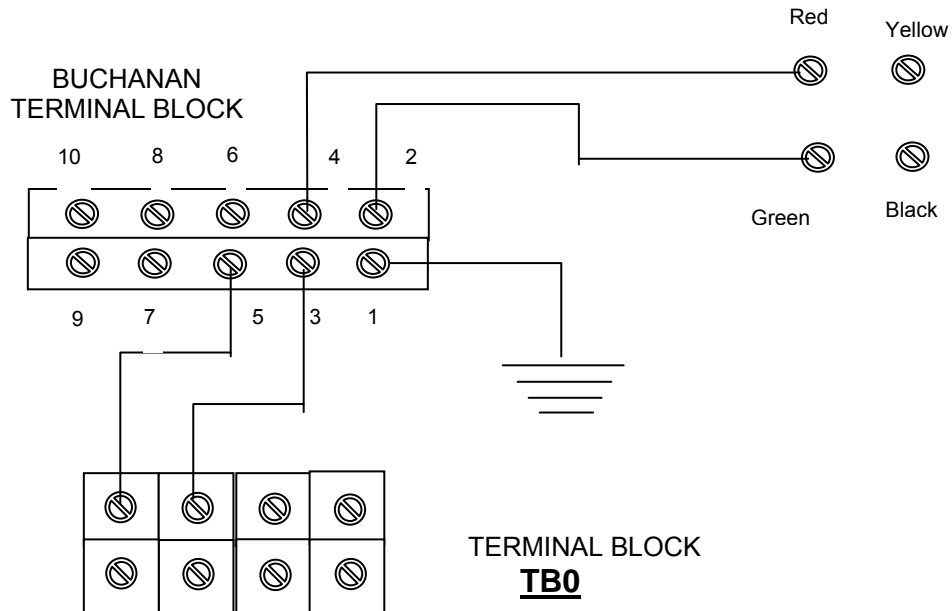 Red
Yellow
BUCHANAN
TERMINAL BLOCK
10 8 6 4 2
Green
Black
9 7 5 3 1
TERMINAL BLOCK
TB0